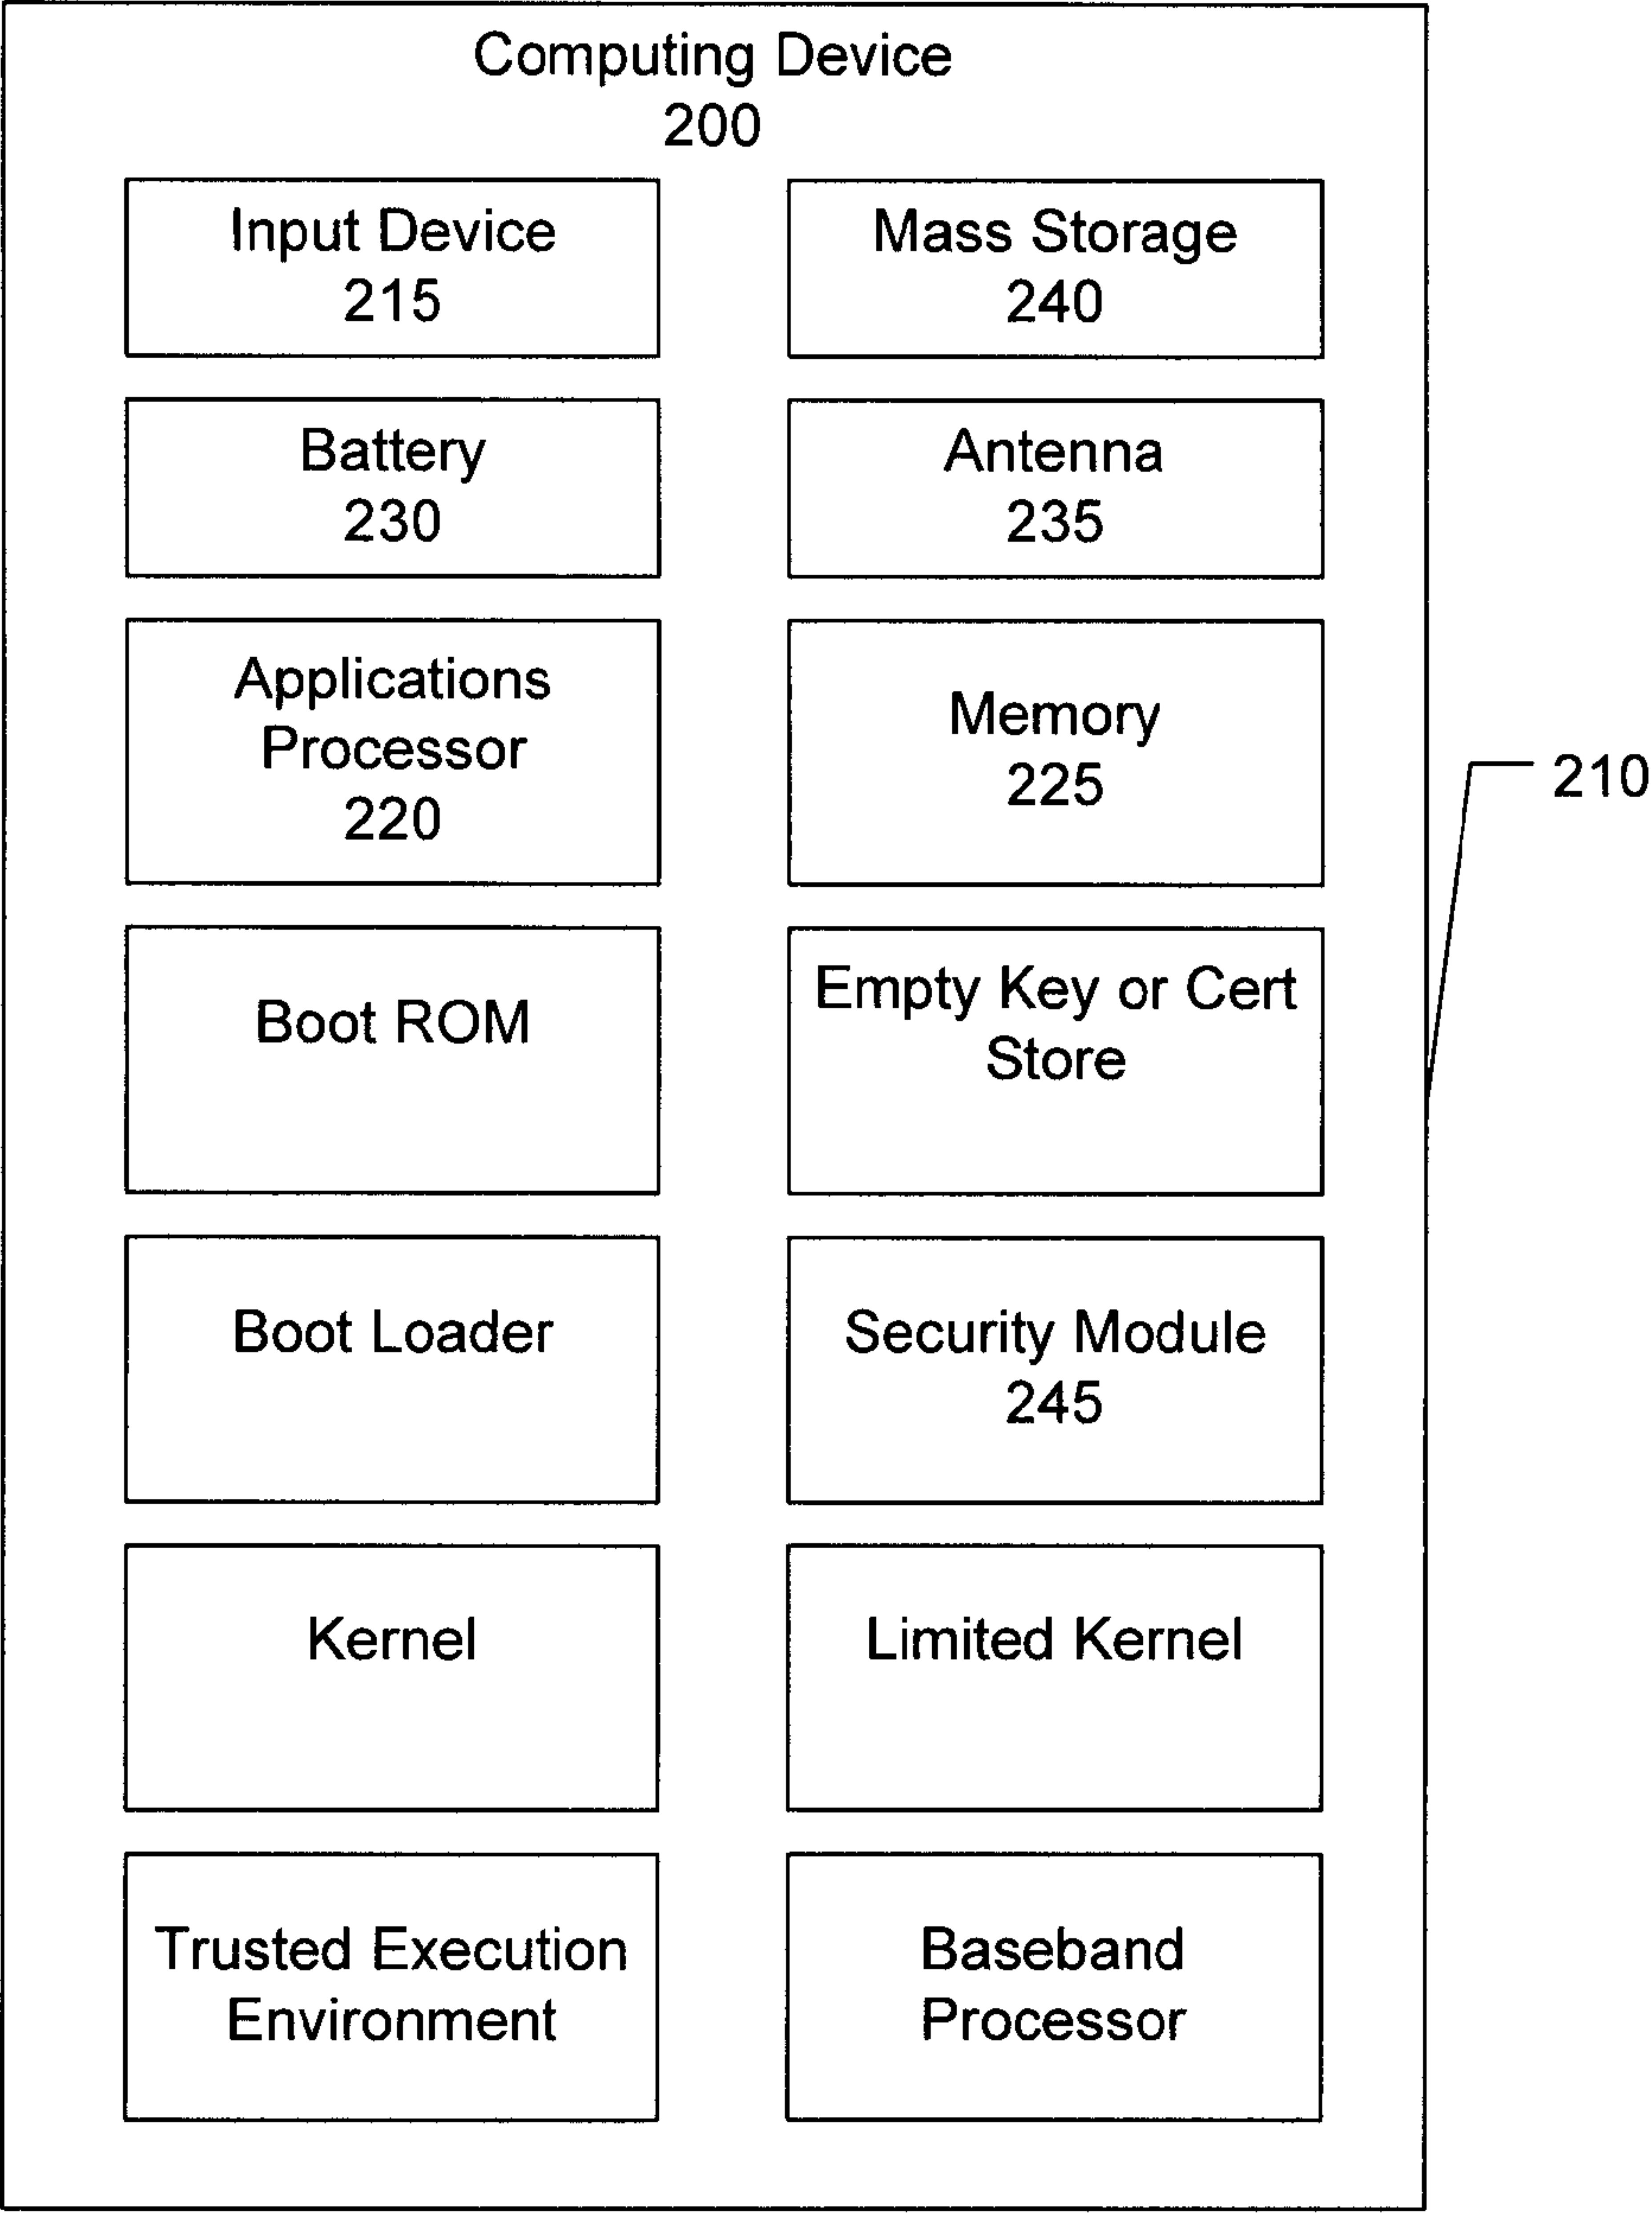 Computing Device
200
Input Device
215
Mass Storage
240
Battery
230
Antenna
235
Applications
Processor
220
Memory
225
210
Boot ROM
Empty Key or Cert
Store
Boot Loader
Security Module
245
Kernel
Limited Kernel
Trusted Execution
Environment
Baseband
Processor